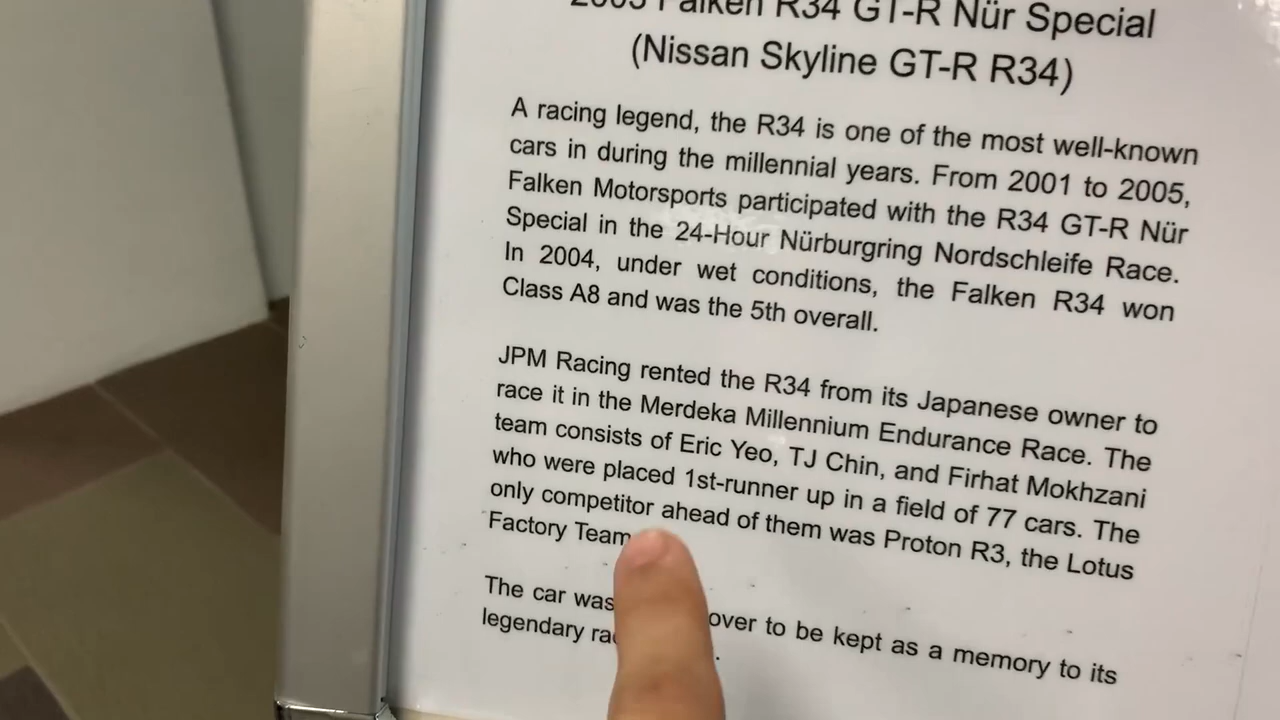 2003 Falken R34 GT-R Nür Special
(Nissan Skyline GT-R R34)
A racing legend, the R34 is one of the most well-known
cars in during the millennial years. From 2001 to 2005,
Falken Motorsports participated with the R34 GT-R Nür
Special in the 24-Hour Nürburgring Nordschleife Race.
In 2004, under wet conditions, the Falken R34 won
Class A8 and was the 5th overall.
JPM Racing rented the R34 from its Japanese owner to
race it in the Merdeka Millennium Endurance Race. The
team consists of Eric Yeo, TJ Chin, and Firhat Mokhzani
who were placed 1st-runner up in a field of 77 cars. The
only competitor ahead of them was Proton R3, the Lotus
Factory Team
The car was over to be kept as a memory to its
legendary